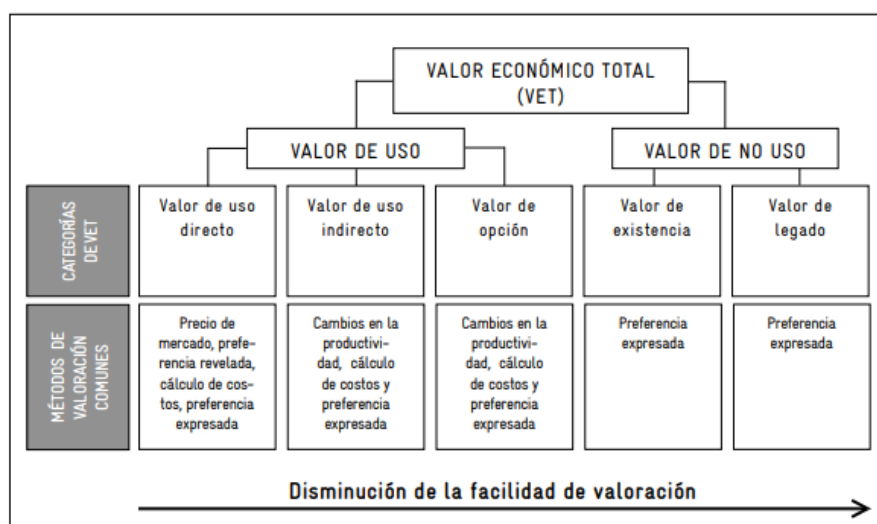 VALOR ECONÓMICO TOTAL
(VET)
VALOR DE USO
VALOR DE NO USO
CATEGORÍAS
DEVET
Valor de uso
directo
Valor de uso
indirecto
Valor de
opción
Valor de
existencia
Valor de
legado
MÉTODOS DE
VALORACIÓN
COMUNES
Precio de
mercado, prefe-
rencia revelada,
cálculo de cos-
tos, preferencia
expresada
Cambios en la
productivi-
dad, cálculo
de costos y
preferencia
expresada
Cambios en la
productivi-
dad, cálculo
de costos y
preferencia
expresada
Preferencia
expresada
Preferencia
expresada
Disminución de la facilidad de valoración